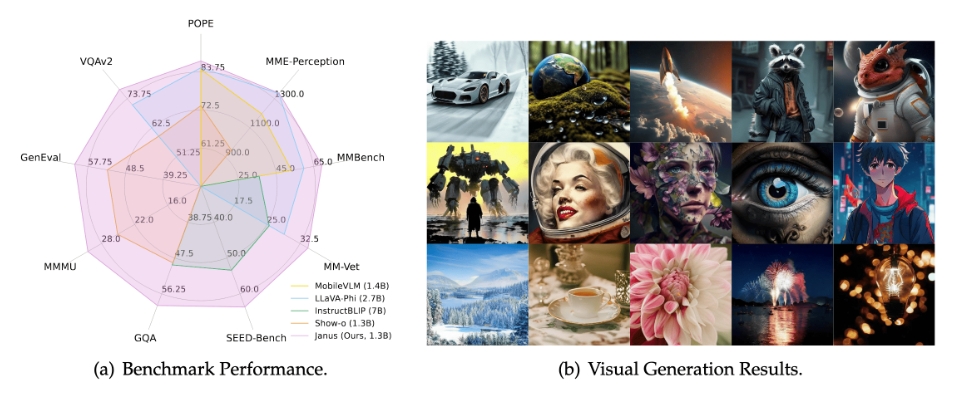 POPE
VQAv2
MME-Perception
83.75
73.75
1300.0
72.5
62.5
1100.0
61.25
51.25
900.0
GenEval
57.75
48.5
39.25
25.0
45.0
65.0
MMBench
16.0
17.5
22.0
38.75
40.0
25.0
28.0
32.5
MMMU
47.5
50.0
MM-Vet
56.25
60.0
GQA
SEED-Bench
MobileVLM (1.4B)
LLaVA-Phi (2.7B)
InstructBLIP (7B)
Show-o (1.3B)
Janus (Ours, 1.3B)
(a) Benchmark Performance.
(b) Visual Generation Results.